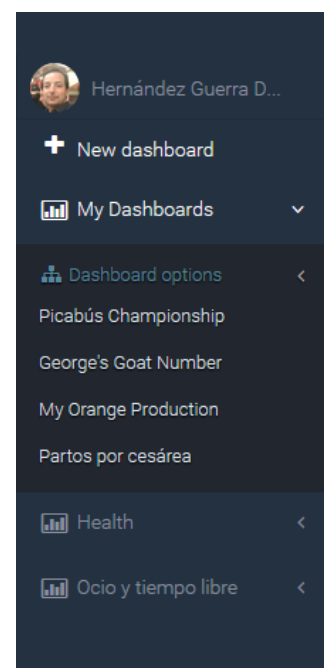 Hernández Guerra D...
New dashboard
My Dashboards
Dashboard options
Picabús Championship
George's Goat Number
My Orange Production
Partos por cesárea
Health
Ocio y tiempo libre